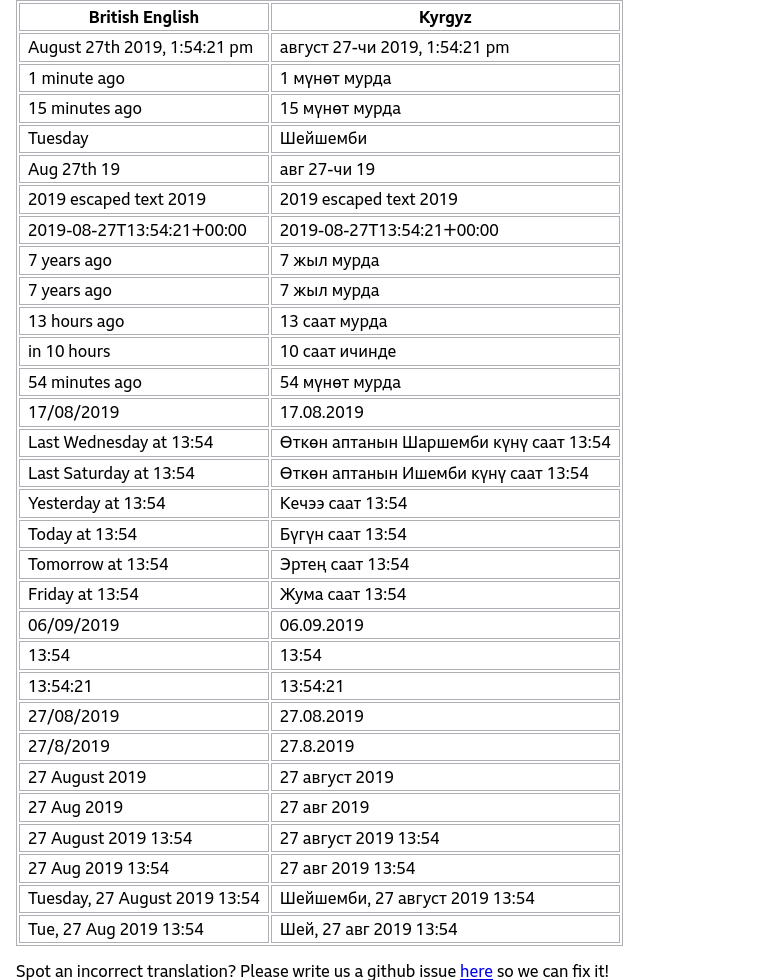 British English Kyrgyz
August 27th 2019, 1:54:21 pm август 27-чи 2019, 1:54:21 pm
1 minute ago 1 мүнөт мурда
15 minutes ago 15 мүнөт мурда
Tuesday Шейшемби
Aug 27th 19 авг 27-чи 19
2019 escaped text 2019 2019 escaped text 2019
2019-08-27T13:54:21+00:00 2019-08-27T13:54:21+00:00
7 years ago 7 жыл мурда
7 years ago 7 жыл мурда
13 hours ago 13 саат мурда
in 10 hours 10 саат ичинде
54 minutes ago 54 мүнөт мурда
17/08/2019 17.08.2019
Last Wednesday at 13:54 Өткөн аптанын Шаршемби күнү саат 13:54
Last Saturday at 13:54 Өткөн аптанын Ишемби күнү саат 13:54
Yesterday at 13:54 Кечээ саат 13:54
Today at 13:54 Бүгүн саат 13:54
Tomorrow at 13:54 Эртең саат 13:54
Friday at 13:54 Жума саат 13:54
06/09/2019 06.09.2019
13:54 13:54
13:54:21 13:54:21
27/08/2019 27.08.2019
27/8/2019 27.8.2019
27 August 2019 27 август 2019
27 Aug 2019 27 авг 2019
27 August 2019 13:54 27 август 2019 13:54
27 Aug 2019 13:54 27 авг 2019 13:54
Tuesday, 27 August 2019 13:54 Шейшемби, 27 август 2019 13:54
Tue, 27 Aug 2019 13:54 Шей, 27 авг 2019 13:54
Spot an incorrect translation? Please write us a github issue here so we can fix it!